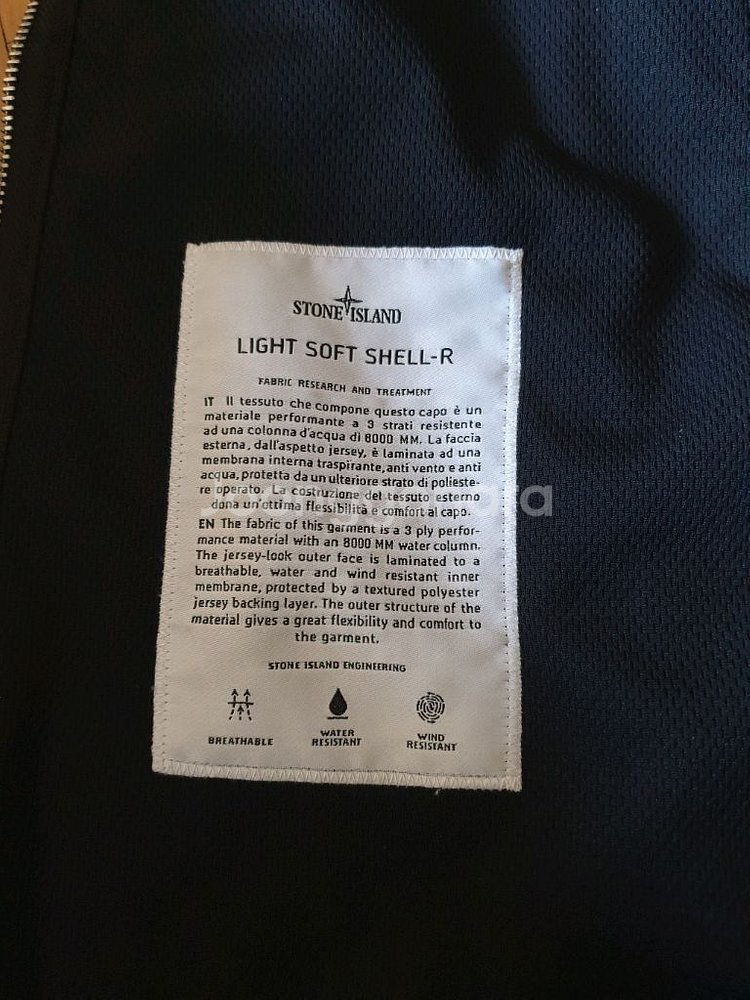 STONE ISLAND
LIGHT SOFT SHELL-R
FABRIC RESEARCH AND TREATMENT
IT Il tessuto che compone questo capo è un
materiale performante a 3 strati resistente
ad una colonna d'acqua di 8000 MM. La faccia
esterna, dall'aspetto jersey, è laminata ad una
membrana interna traspirante, anti vento e anti
acqua, protetta da un ulteriore strato di polieste-
re operato. La costruzione del tessuto esterno
dona un'ottima flessibilità e comfort al capo.
EN The fabric of this garment is a 3 ply perfor-
mance material with an 8000 MM water column.
The jersey-look outer face is laminated to a
breathable, water and wind resistant inner
membrane, protected by a textured polyester
jersey backing layer. The outer structure of the
material gives a great flexibility and comfort to
the garment.
STONE ISLAND ENGINEERING
BREATHABLE
WATER
RESISTANT
WIND
RESISTANT